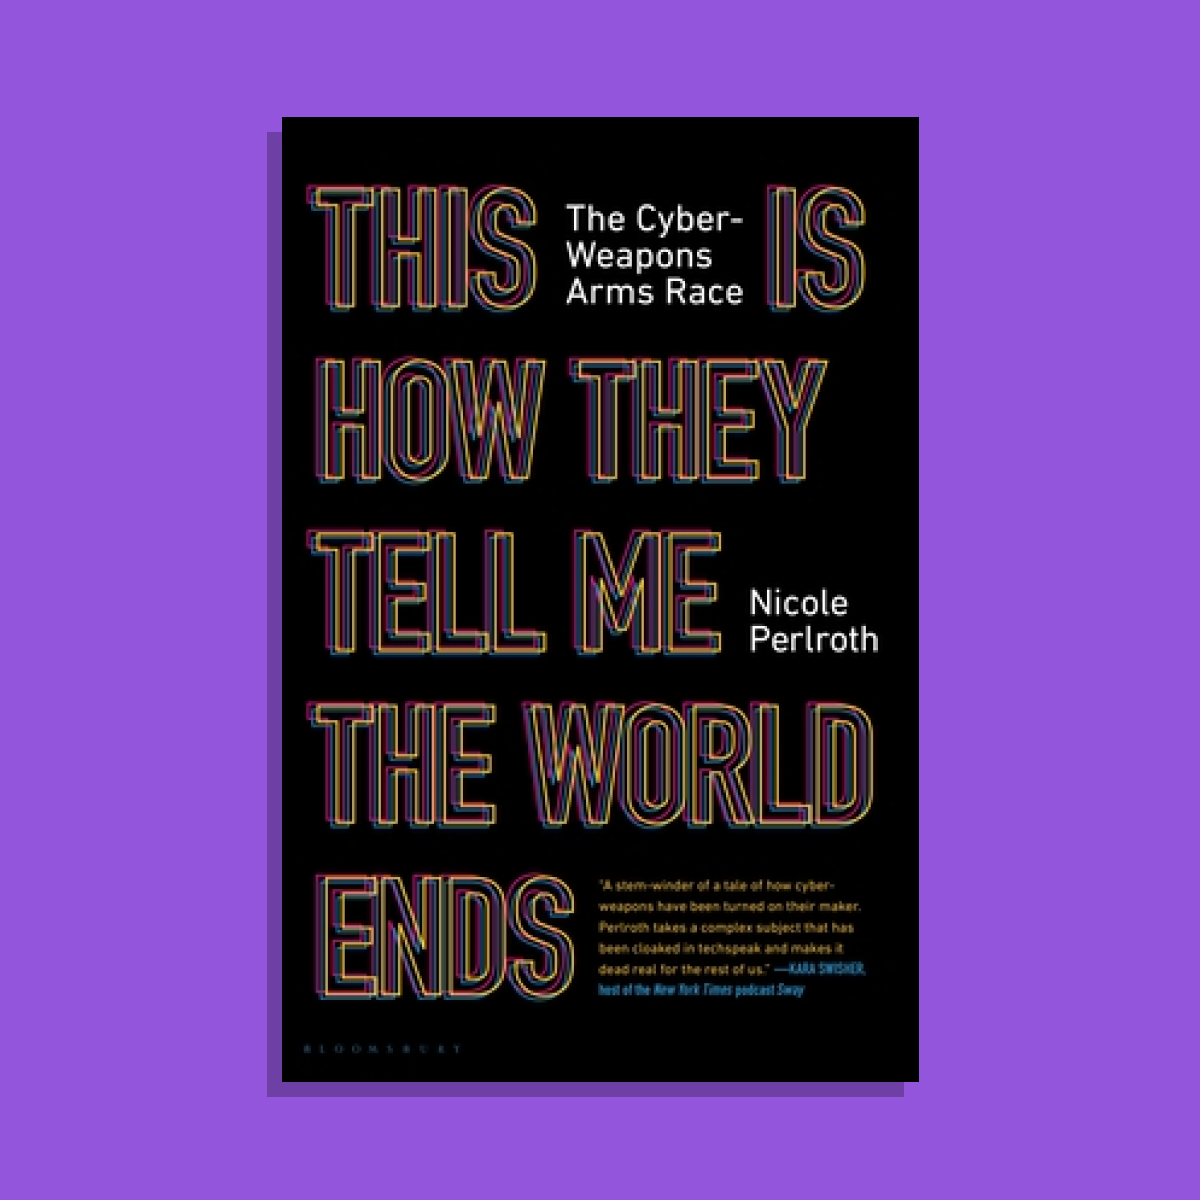 THIS IS
The Cyber-
Weapons
Arms Race
HOW THEY
TELL ME
Nicole
Perlroth
THE WORLD
ENDS
"A stem-winder of a tale of how cyber-
weapons have been turned on their maker.
Perlroth takes a complex subject that has
been cloaked in techspeak and makes it
dead real for the rest of us." —KARA SWISHER,
host of the New York Times podcast Sway
BLOOMSBURY